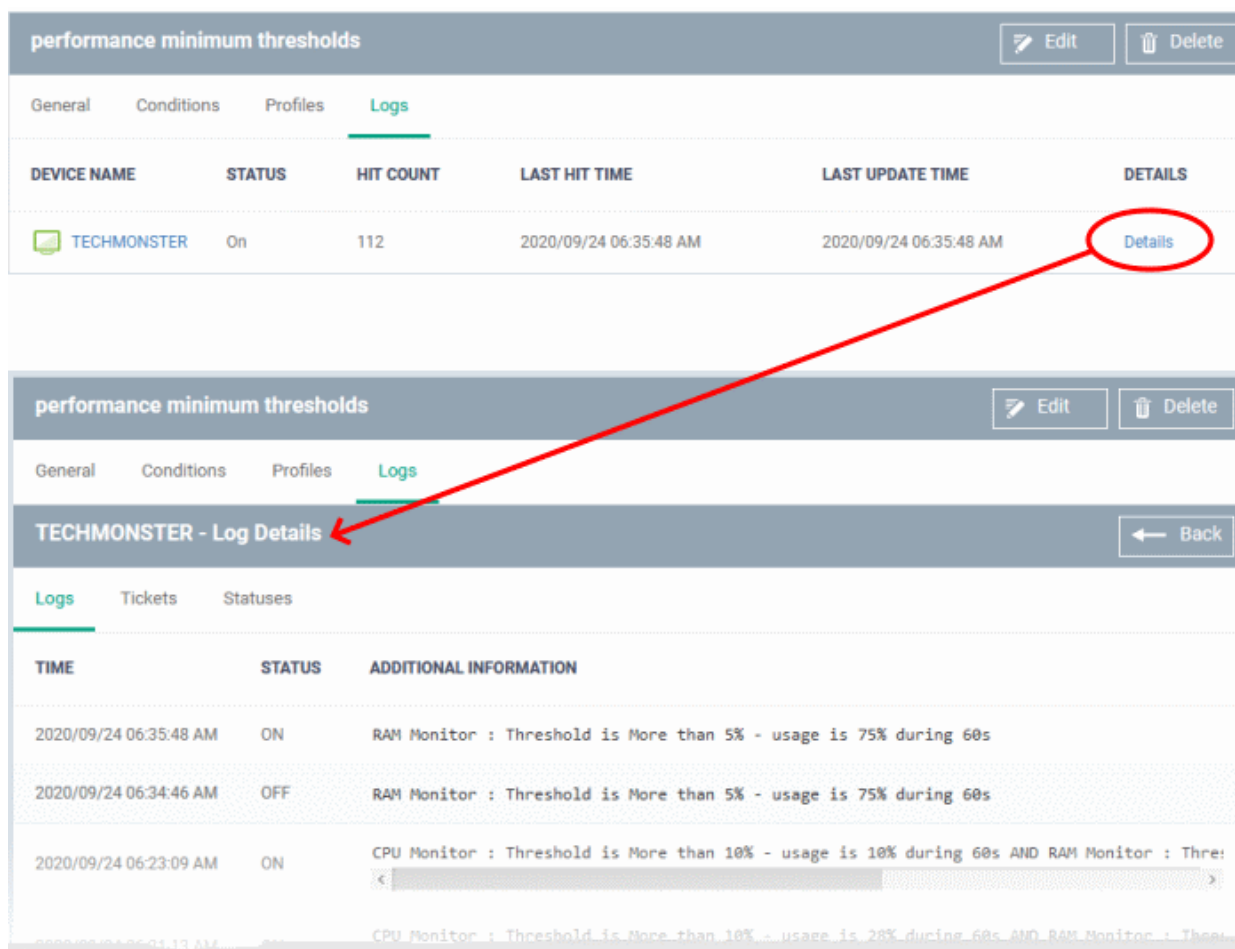 performance minimum thresholds Edit Delete
General Conditions Profiles Logs
DEVICE NAME STATUS HIT COUNT LAST HIT TIME LAST UPDATE TIME DETAILS
TECHMONSTER On 112 2020/09/24 06:35:48 AM 2020/09/24 06:35:48 AM Details
performance minimum thresholds Edit Delete
General Conditions Profiles Logs
TECHMONSTER - Log Details Back
Logs Tickets Statuses
TIME STATUS ADDITIONAL INFORMATION
2020/09/24 06:35:48 AM ON RAM Monitor : Threshold is More than 5% - usage is 75% during 60s
2020/09/24 06:34:46 AM OFF RAM Monitor : Threshold is More than 5% - usage is 75% during 60s
2020/09/24 06:23:09 AM ON CPU Monitor : Threshold is More than 10% - usage is 10% during 60s AND RAM Monitor : Thres
CPU Monitor : Threshold is More than 10% - usage is 28% during 60s AND RAM Monitor :